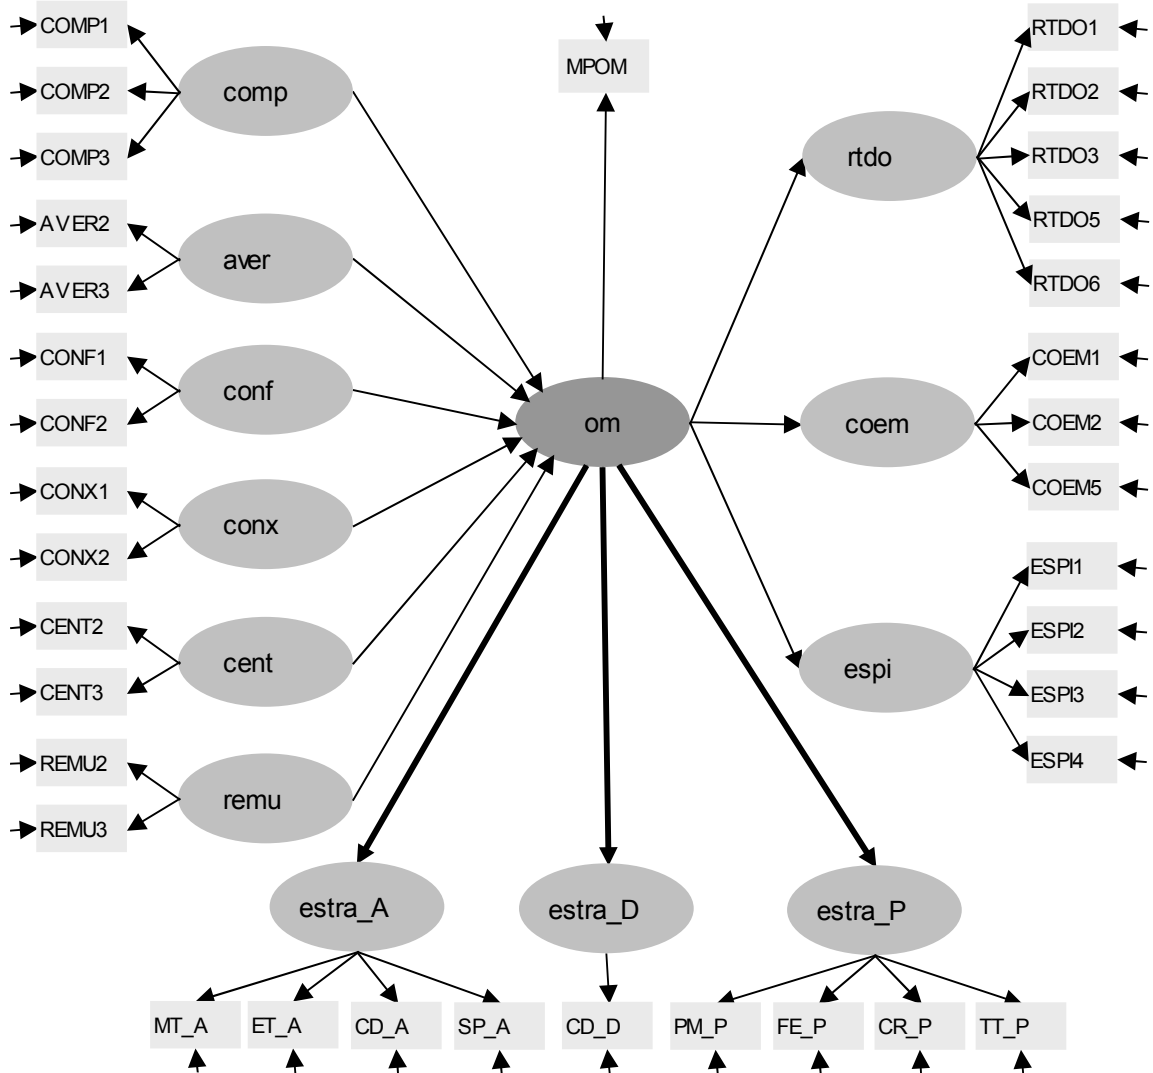 COMP1
COMP2
COMP3
comp
AVER2
AVER3
aver
CONF1
CONF2
conf
CONX1
CONX2
conx
CENT2
CENT3
cent
REMU2
REMU3
remu
MPOM
om
rtdo
RTDO1
RTDO2
RTDO3
RTDO5
RTDO6
coem
COEM1
COEM2
COEM5
espi
ESPI1
ESPI2
ESPI3
ESPI4
estra_A
estra_D
estra_P
MT_A
ET_A
CD_A
SP_A
CD_D
PM_P
FE_P
CR_P
TT_P